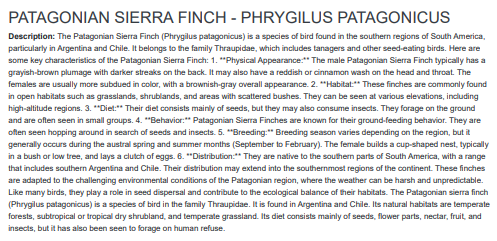 PATAGONIAN SIERRA FINCH - PHRYGILUS PATAGONICUS
Description: The Patagonian Sierra Finch (Phrygilus patagonicus) is a species of bird found in the southern regions of South America,
particularly in Argentina and Chile. It belongs to the family Thraupidae, which includes tanagers and other seed-eating birds. Here are
some key characteristics of the Patagonian Sierra Finch: 1. **Physical Appearance:** The male Patagonian Sierra Finch typically has a
grayish-brown plumage with darker streaks on the back. It may also have a reddish or cinnamon wash on the head and throat. The
females are usually more subdued in color, with a brownish-gray overall appearance. 2. **Habitat:** These finches are commonly found
in open habitats such as grasslands, shrublands, and areas with scattered bushes. They can be seen at various elevations, including
high-altitude regions. 3. **Diet:** Their diet consists mainly of seeds, but they may also consume insects. They forage on the ground
and are often seen in small groups. 4. **Behavior:** Patagonian Sierra Finches are known for their ground-feeding behavior. They are
often seen hopping around in search of seeds and insects. 5. **Breeding:** Breeding season varies depending on the region, but it
generally occurs during the austral spring and summer months (September to February). The female builds a cup-shaped nest, typically
in a bush or low tree, and lays a clutch of eggs. 6. **Distribution:** They are native to the southern parts of South America, with a range
that includes southern Argentina and Chile. Their distribution may extend into the southernmost regions of the continent. These finches
are adapted to the challenging environmental conditions of the Patagonian region, where the weather can be harsh and unpredictable.
Like many birds, they play a role in seed dispersal and contribute to the ecological balance of their habitats. The Patagonian sierra finch
(Phrygilus patagonicus) is a species of bird in the family Thraupidae. It is found in Argentina and Chile. Its natural habitats are temperate
forests, subtropical or tropical dry shrubland, and temperate grassland. Its diet consists mainly of seeds, flower parts, nectar, fruit, and
insects, but it has also been seen to forage on human refuse.